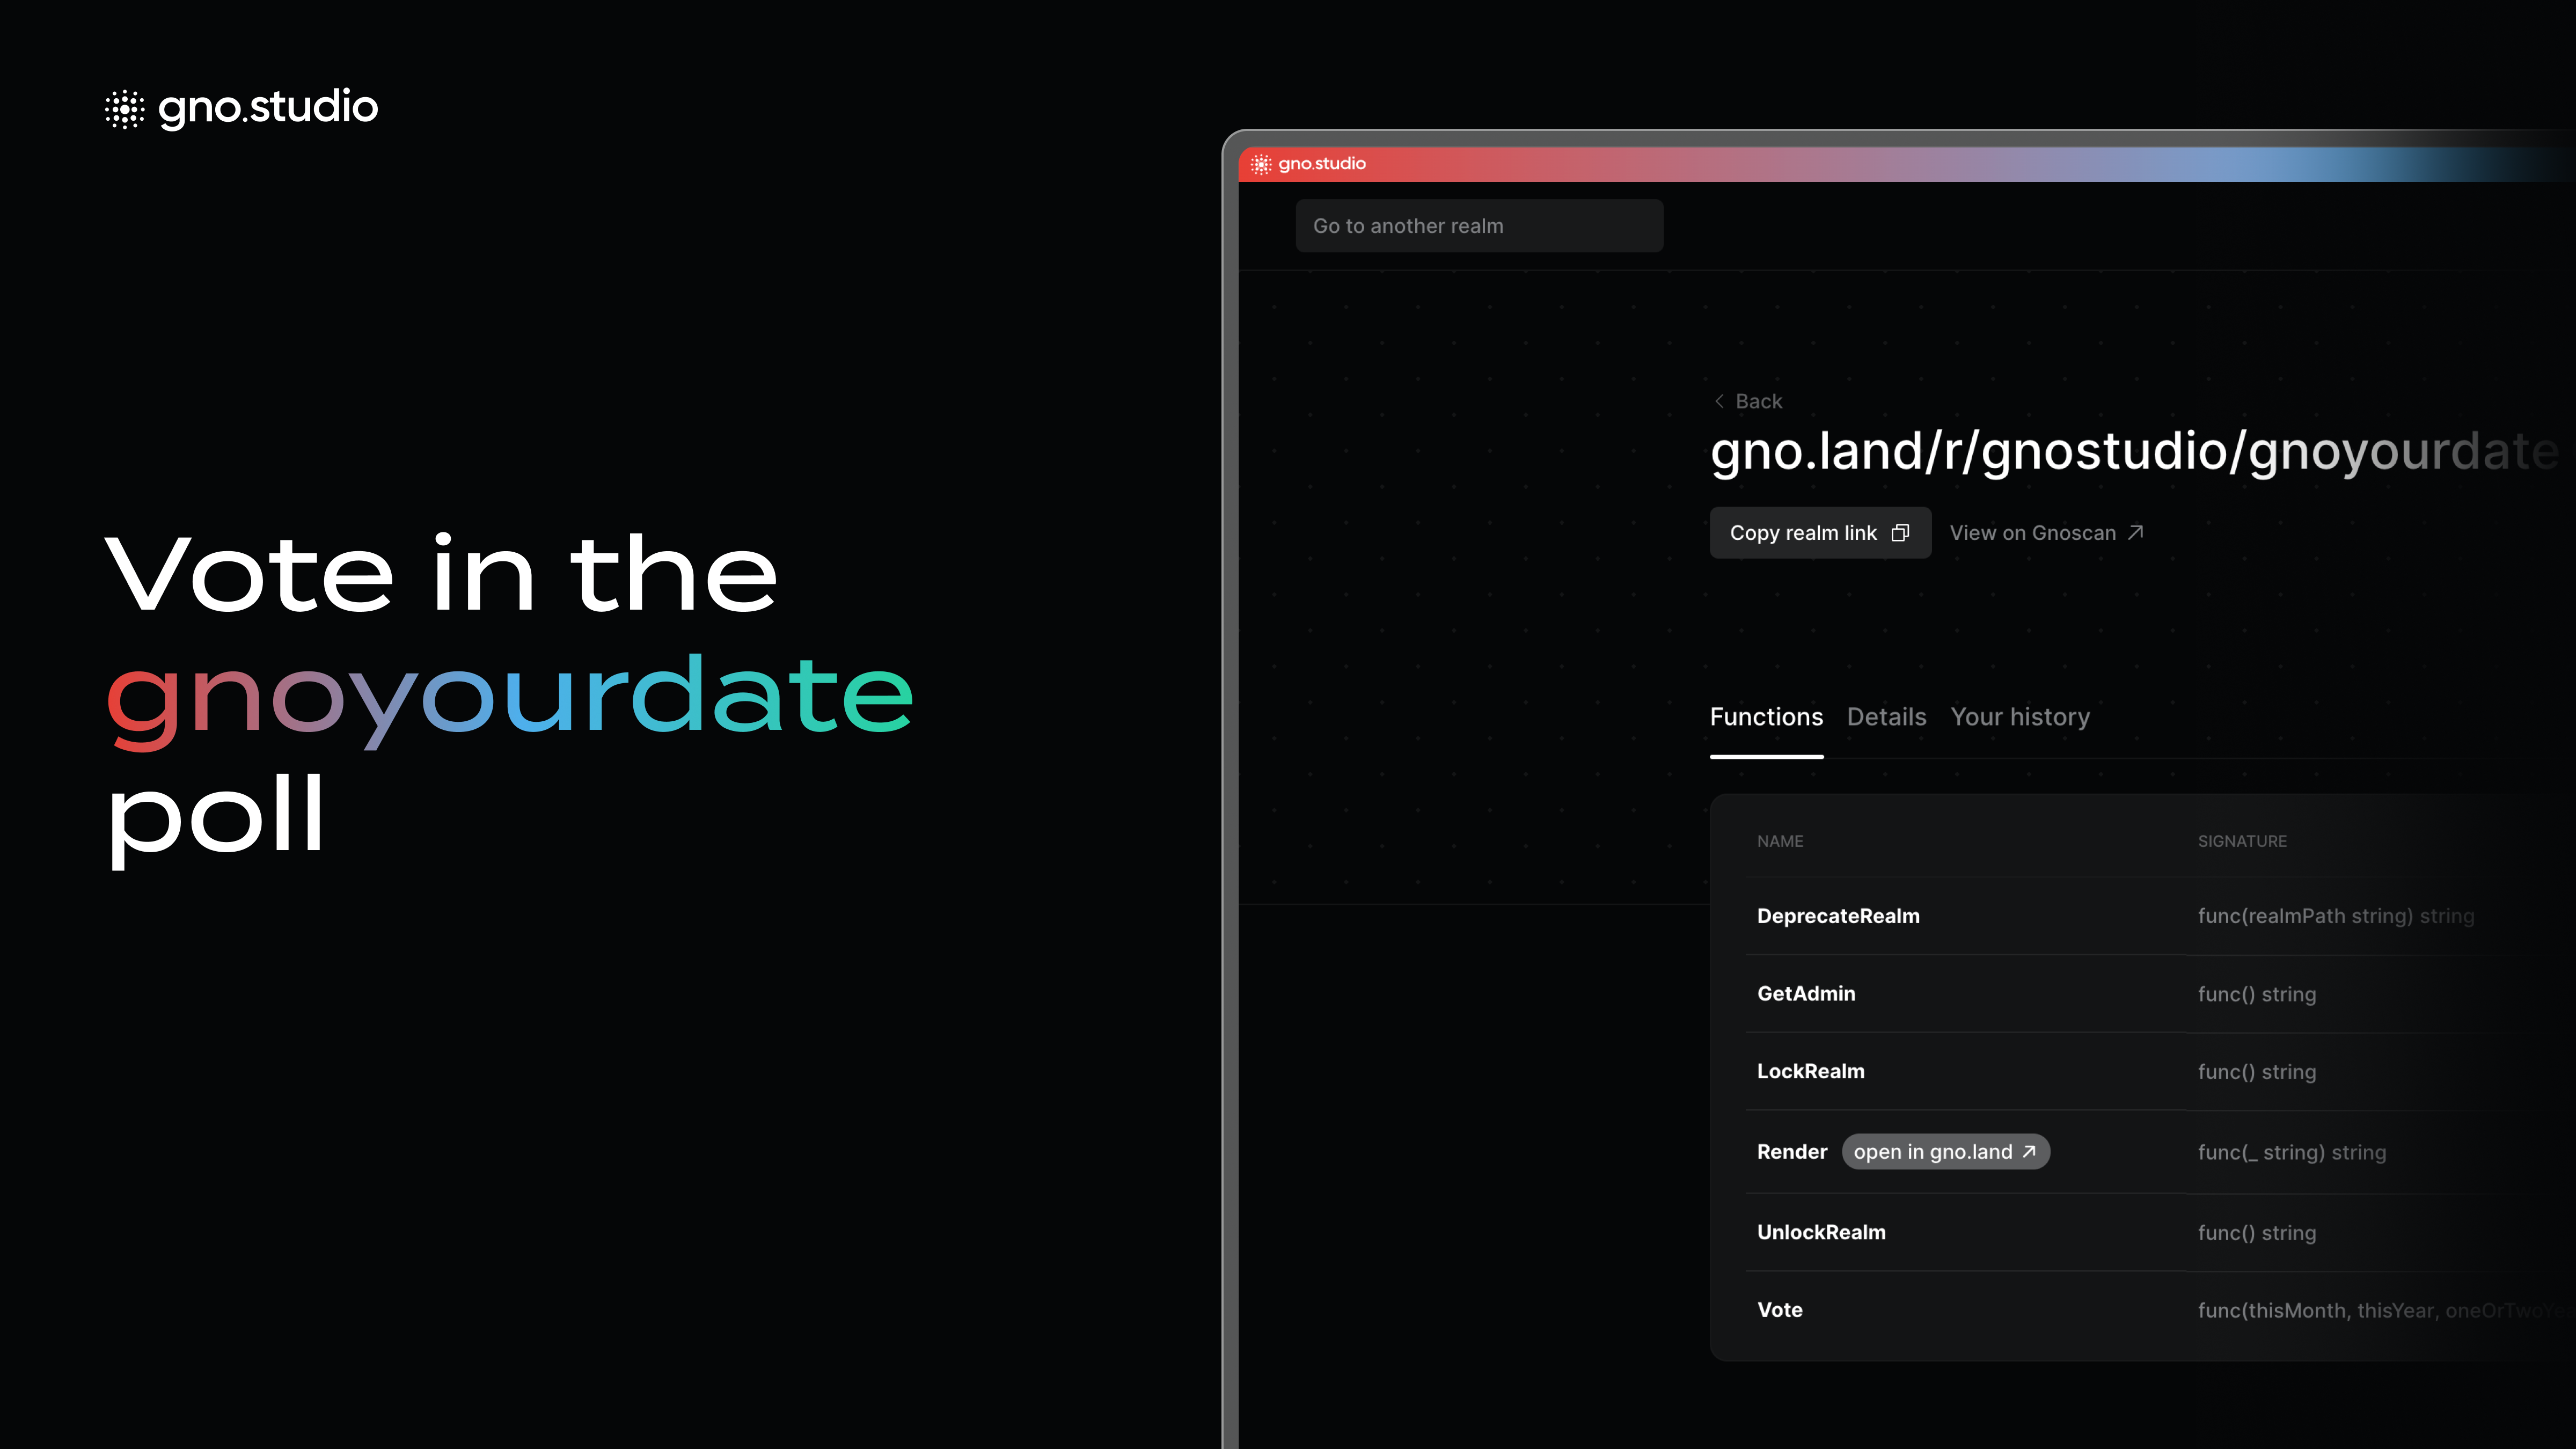 gno.studio
Vote in the
gnoyourdate
poll
gno.studio
Go to another realm
Back
gno.land/r/gnostudio/gnoyourdate
Copy realm link
View on Gnoscan
Functions Details Your history
NAME SIGNATURE
DeprecateRealm func(realmPath string) string
GetAdmin func() string
LockRealm func() string
Render open in gno.land func(_ string) string
UnlockRealm func() string
Vote func(thisMonth, thisYear,